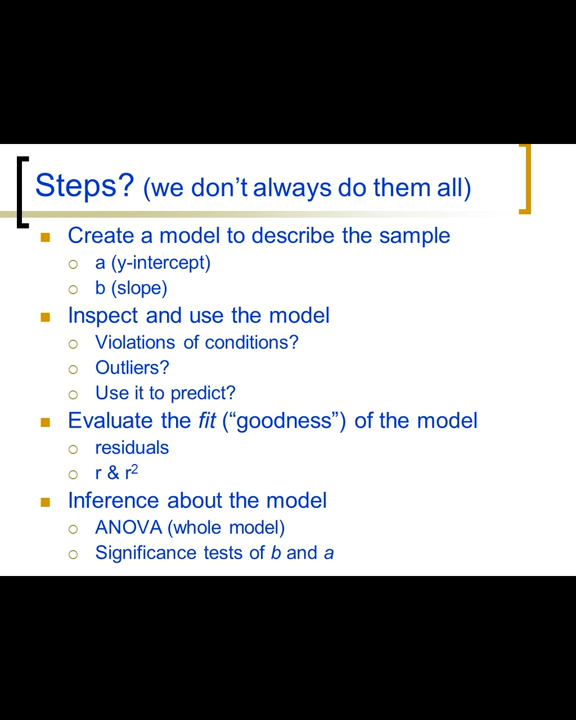 Steps? (we don’t always do them all)
Create a model to describe the sample
a (y-intercept)
b (slope)
Inspect and use the model
Violations of conditions?
Outliers?
Use it to predict?
Evaluate the fit (“goodness”) of the model
residuals
r & r²
Inference about the model
ANOVA (whole model)
Significance tests of b and a